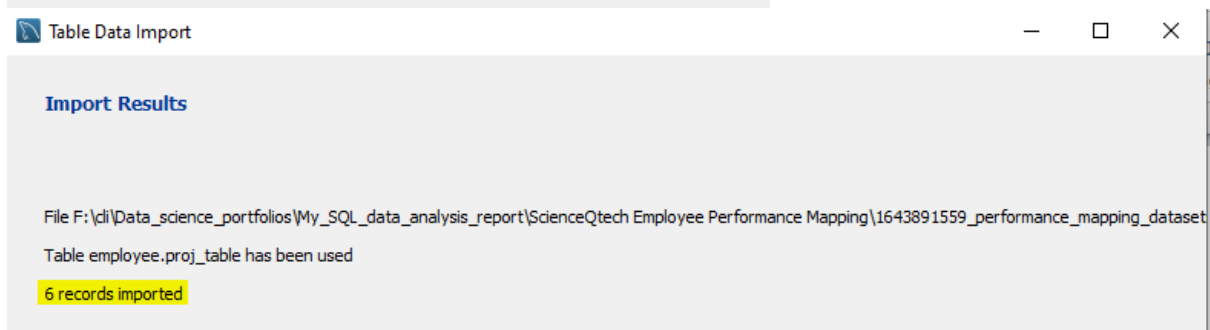 Table Data Import
Import Results
File F:\cli\Data_science_portfolios\My_SQL_data_analysis_report\ScienceQtech Employee Performance Mapping\1643891559_performance_mapping_dataset
Table employee.proj_table has been used
6 records imported